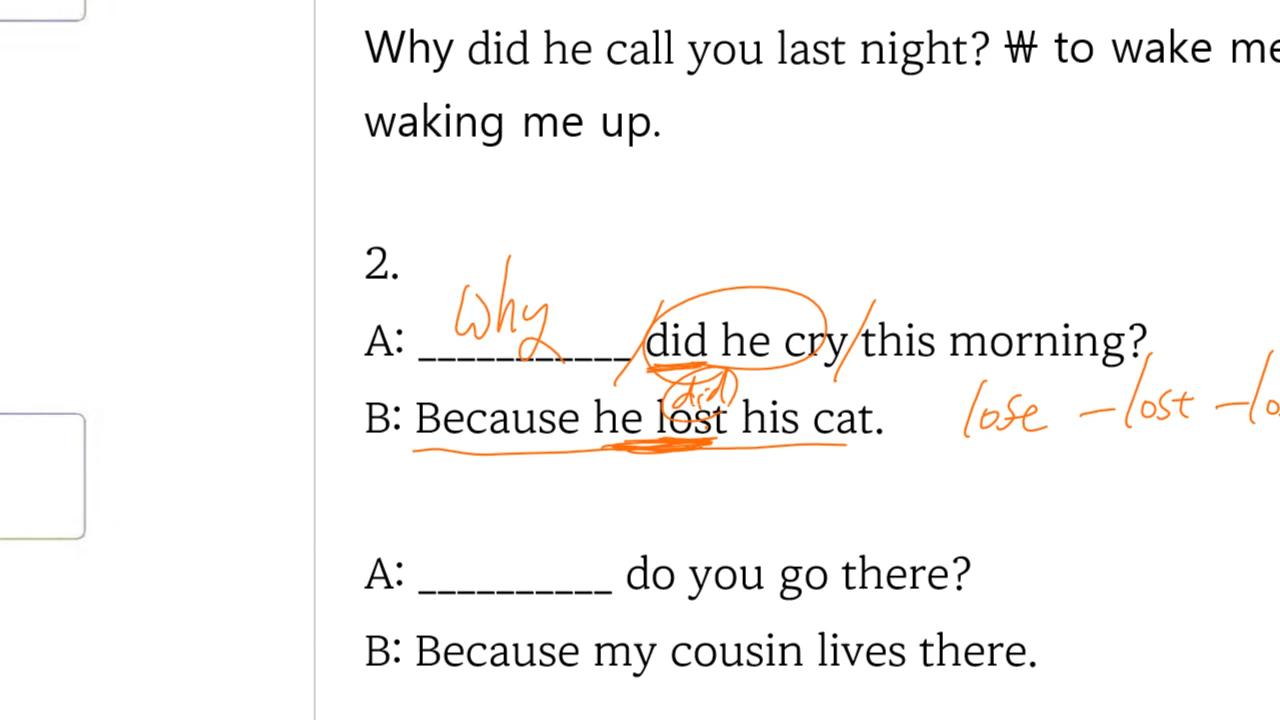 Why did he call you last night? ₩ to wake me
waking me up.
2.
why
A: ___________ did he cry this morning?
did
B: Because he lost his cat. lose - lost - lo
A: __________ do you go there?
B: Because my cousin lives there.